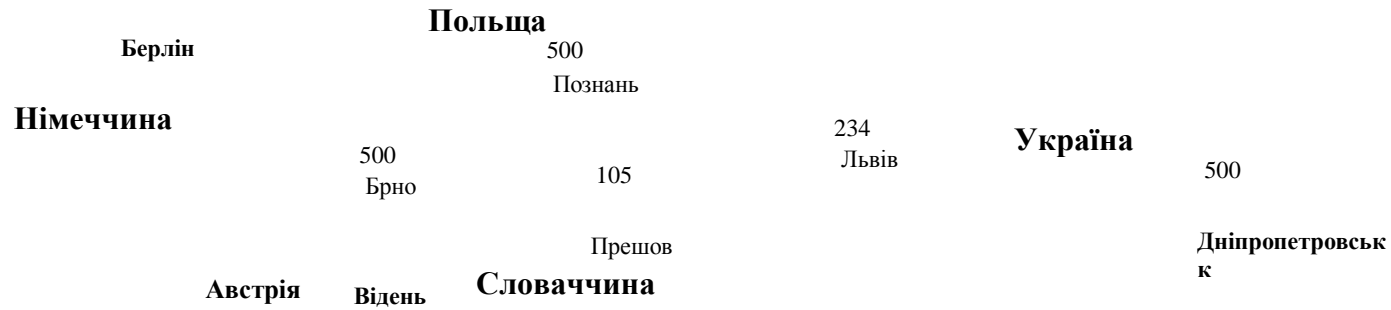 Польща
Берлін
500
Познань
Німеччина
234
Львів
Україна
500
Брно
105
500
Прешов
Дніпропетровськ
к
Австрія
Відень
Словаччина